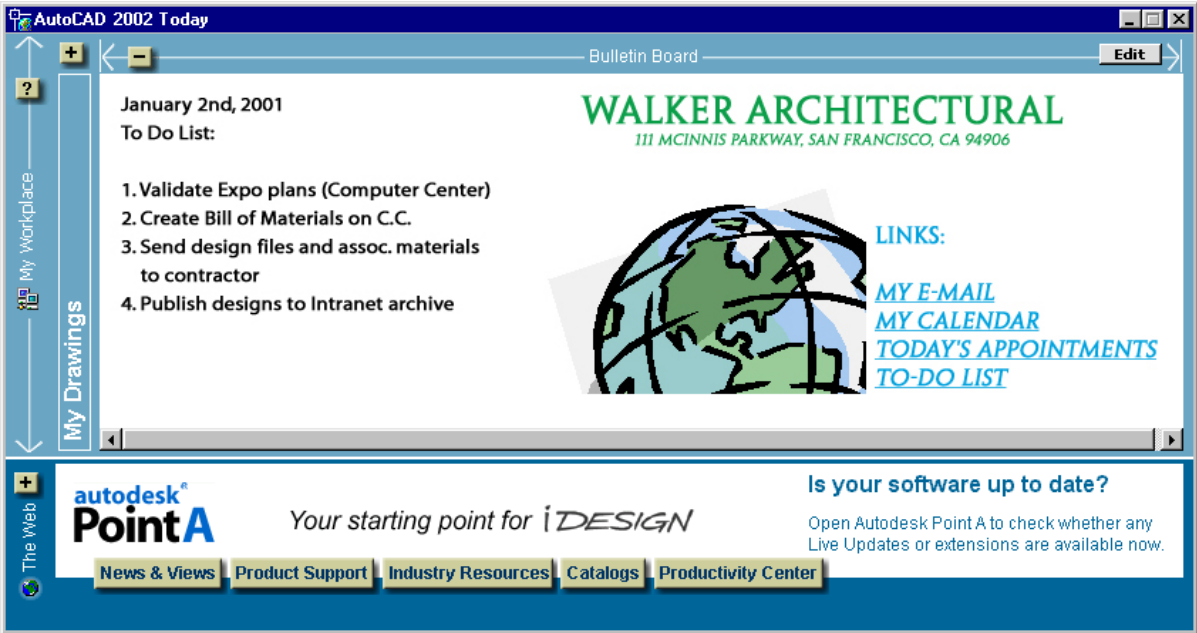 AutoCAD 2002 Today
Bulletin Board
Edit
?
My Workplace
My Drawings
January 2nd, 2001
To Do List:
1. Validate Expo plans (Computer Center)
2. Create Bill of Materials on C.C.
3. Send design files and assoc. materials
to contractor
4. Publish designs to Intranet archive
WALKER ARCHITECTURAL
111 MCINNIS PARKWAY, SAN FRANCISCO, CA 94906
LINKS:
MY E-MAIL
MY CALENDAR
TODAY'S APPOINTMENTS
TO-DO LIST
The Web
autodesk
Point A
Your starting point for iDESIGN
Is your software up to date?
Open Autodesk Point A to check whether any
Live Updates or extensions are available now.
News & Views Product Support Industry Resources Catalogs Productivity Center